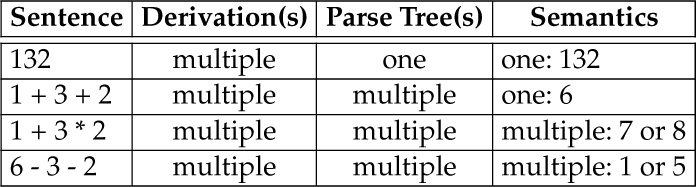 Sentence Derivation(s) Parse Tree(s) Semantics
132 multiple one one: 132
1 + 3 + 2 multiple multiple one: 6
1 + 3 * 2 multiple multiple multiple: 7 or 8
6 - 3 - 2 multiple multiple multiple: 1 or 5